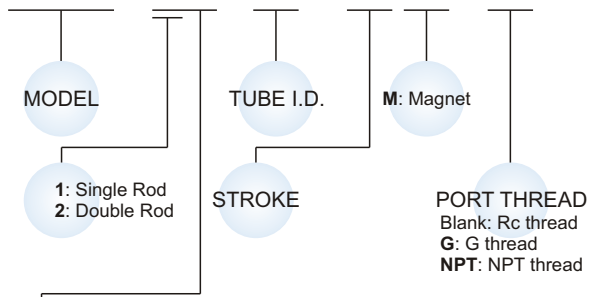 MODEL
TUBE I.D.
M: Magnet
1: Single Rod
2: Double Rod
STROKE
PORT THREAD
Blank: Rc thread
G: G thread
NPT: NPT thread